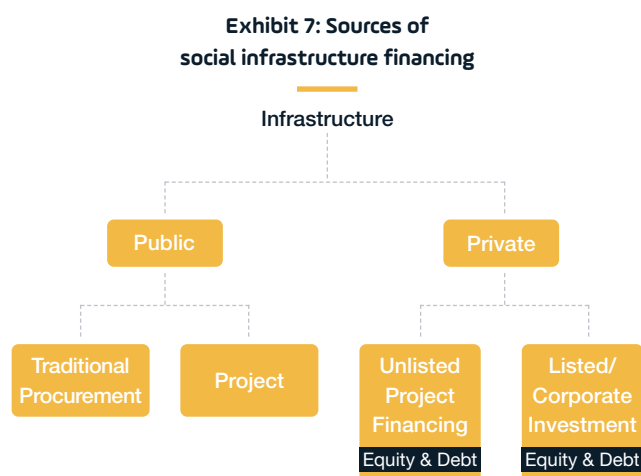 Exhibit 7: Sources of
social infrastructure financing
Infrastructure
Public
Private
Traditional
Procurement
Project
Unlisted
Project
Financing
Equity & Debt
Listed/
Corporate
Investment
Equity & Debt